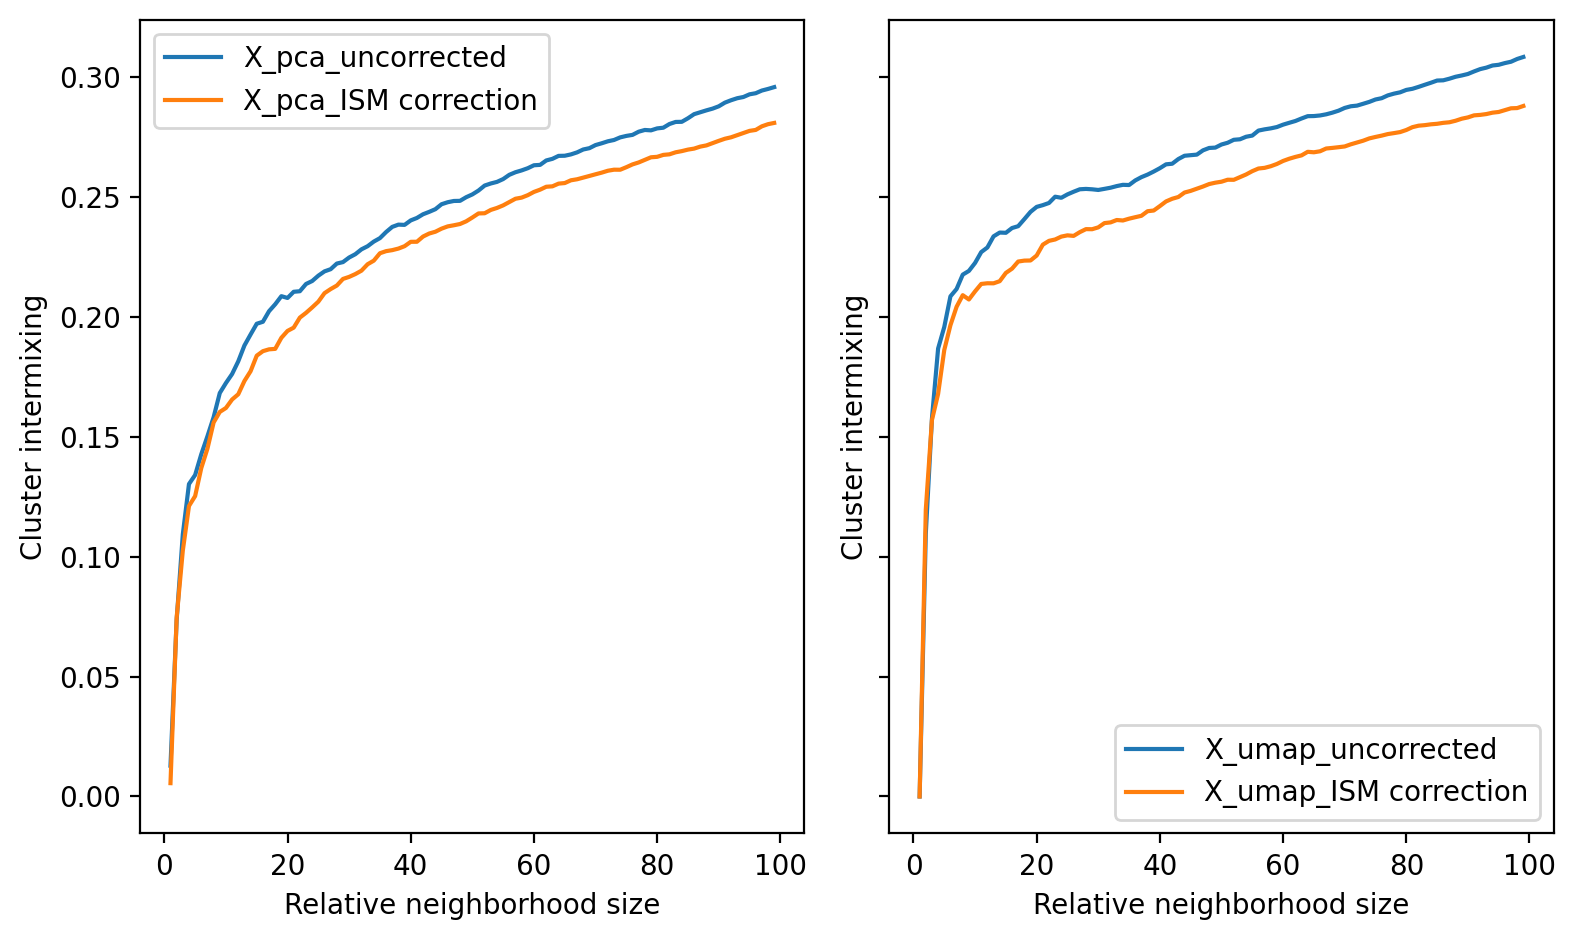 X_pca_uncorrected
X_pca_ISM correction
0.30
0.25
0.20
0.15
0.10
0.05
0.00
Cluster intermixing
0 20 40 60 80 100
Relative neighborhood size
Cluster intermixing
X_umap_uncorrected
X_umap_ISM correction
0 20 40 60 80 100
Relative neighborhood size